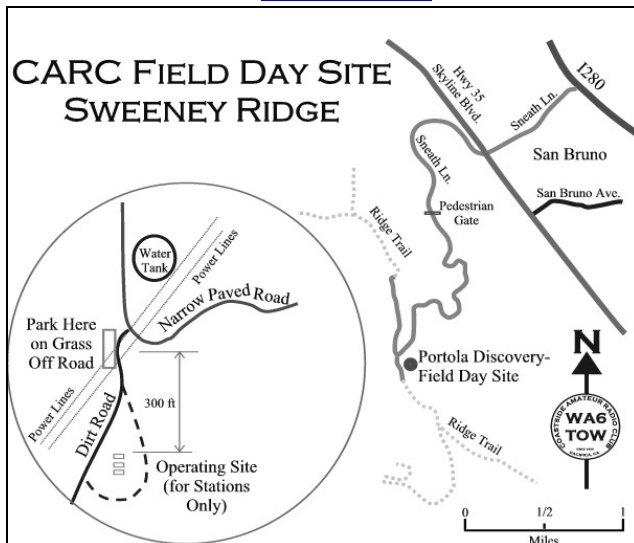 CARC FIELD DAY SITE
SWEENEY RIDGE
Hwy 35
Skyline Blvd.
I280
Sneath Ln.
San Bruno
San Bruno Ave.
Sneath Ln.
Pedestrian
Gate
Ridge Trail
Water
Tank
Power Lines
Narrow Paved Road
Park Here
on Grass
Off Road
Power Lines
Dirt Road
300 ft
Operating Site
(for Stations
Only)
Portola Discovery-
Field Day Site
Ridge Trail
N
COASTSIDE AMATEUR RADIO CLUB
WA6
TOW
PACIFICA, CA
0 1/2 1
Miles